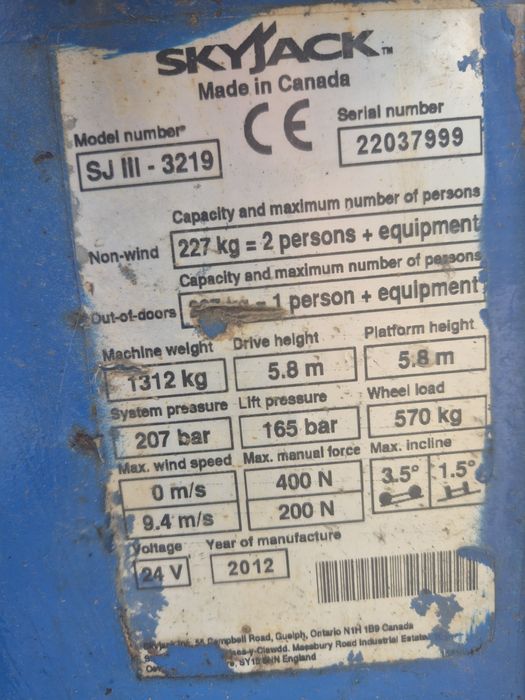 SKYJACK™
Made in Canada
CE
Model number
Serial number
SJ III - 3219
22037999
Capacity and maximum number of persons
Non-wind
227 kg = 2 persons + equipment
Capacity and maximum number of persons
Out-of-doors
1 person + equipment
Machine weight Drive height Platform height
1312 kg 5.8 m 5.8 m
System pressure Lift pressure Wheel load
207 bar 165 bar 570 kg
Max. wind speed Max. manual force Max. incline
0 m/s 400 N 3.5° 1.5°
9.4 m/s 200 N
Voltage Year of manufacture
24 V 2012
Campbell Road, Guelph, Ontario N1H 1B9 Canada
Maesbury Road Industrial
England